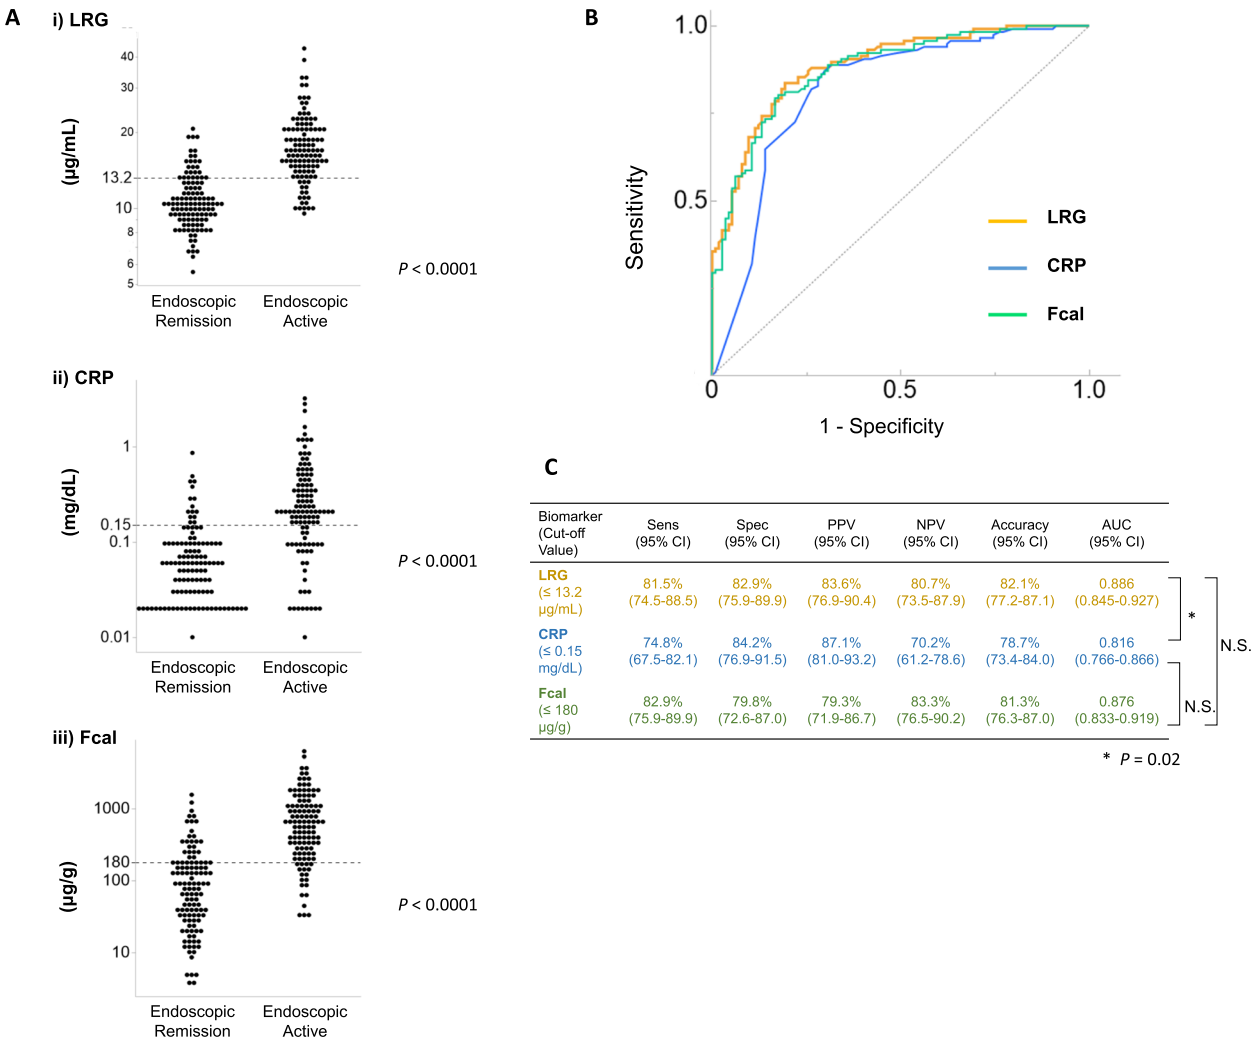 A
i) LRG
(µg/mL)
40
30
20
13.2
10
8
6
5
Endoscopic Endoscopic
Remission Active
P < 0.0001
ii) CRP
(mg/dL)
1
0.15
0.1
0.01
Endoscopic Endoscopic
Remission Active
P < 0.0001
iii) Fcal
(µg/g)
1000
180
100
10
Endoscopic Endoscopic
Remission Active
P < 0.0001
B
1.0
0.5
0 0.5 1.0
Sensitivity
1 - Specificity
LRG
CRP
Fcal
C
Biomarker (Cut-off Value) Sens (95% CI) Spec (95% CI) PPV (95% CI) NPV (95% CI) Accuracy (95% CI) AUC (95% CI)
LRG
(≤ 13.2 µg/mL) 81.5% 82.9% 83.6% 80.7% 82.1% 0.886
(74.5-88.5) (75.9-89.9) (76.9-90.4) (73.5-87.9) (77.2-87.1) (0.845-0.927)
CRP
(≤ 0.15 mg/dL) 74.8% 84.2% 87.1% 70.2% 78.7% 0.816
(67.5-82.1) (76.9-91.5) (81.0-93.2) (61.2-78.6) (73.4-84.0) (0.766-0.866)
Fcal
(≤ 180 µg/g) 82.9% 79.8% 79.3% 83.3% 81.3% 0.876
(75.9-89.9) (72.6-87.0) (71.9-86.7) (76.5-90.2) (76.3-87.0) (0.833-0.919)
*
N.S.
N.S.
* P = 0.02